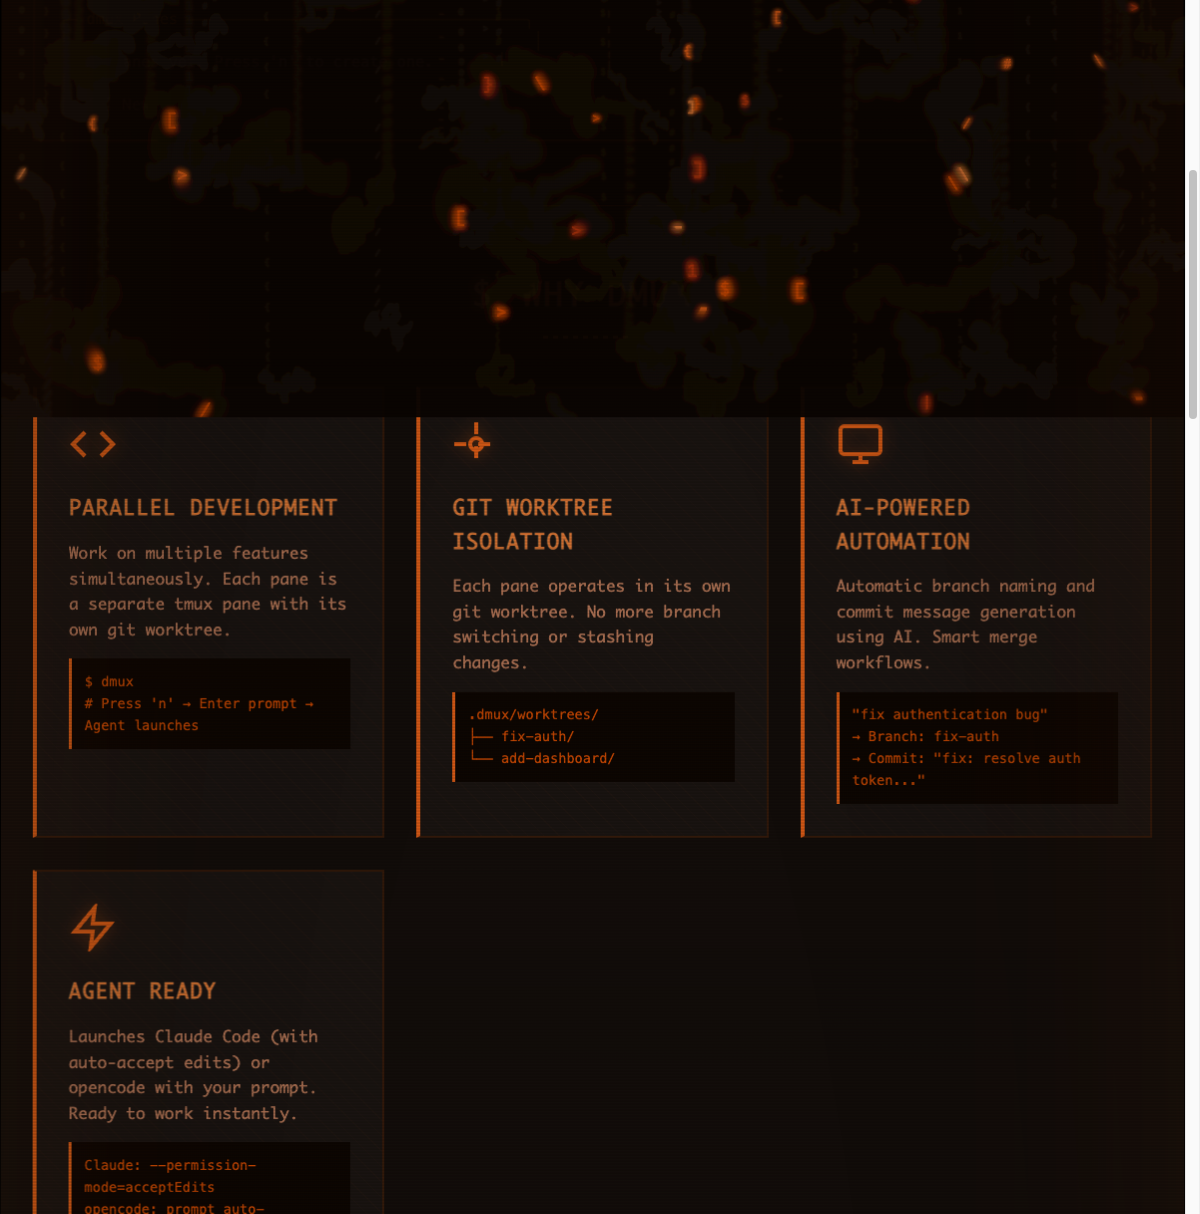 WHY DMUX
PARALLEL DEVELOPMENT
Work on multiple features
simultaneously. Each pane is
a separate tmux pane with its
own git worktree.
$ dmux
# Press 'n' → Enter prompt →
Agent launches
GIT WORKTREE
ISOLATION
Each pane operates in its own
git worktree. No more branch
switching or stashing
changes.
.dmux/worktrees/
├── fix-auth/
└── add-dashboard/
AI-POWERED
AUTOMATION
Automatic branch naming and
commit message generation
using AI. Smart merge
workflows.
"fix authentication bug"
→ Branch: fix-auth
→ Commit: "fix: resolve auth
token..."
AGENT READY
Launches Claude Code (with
auto-accept edits) or
opencode with your prompt.
Ready to work instantly.
Claude: --permission-
mode=acceptEdits
opencode: prompt auto-